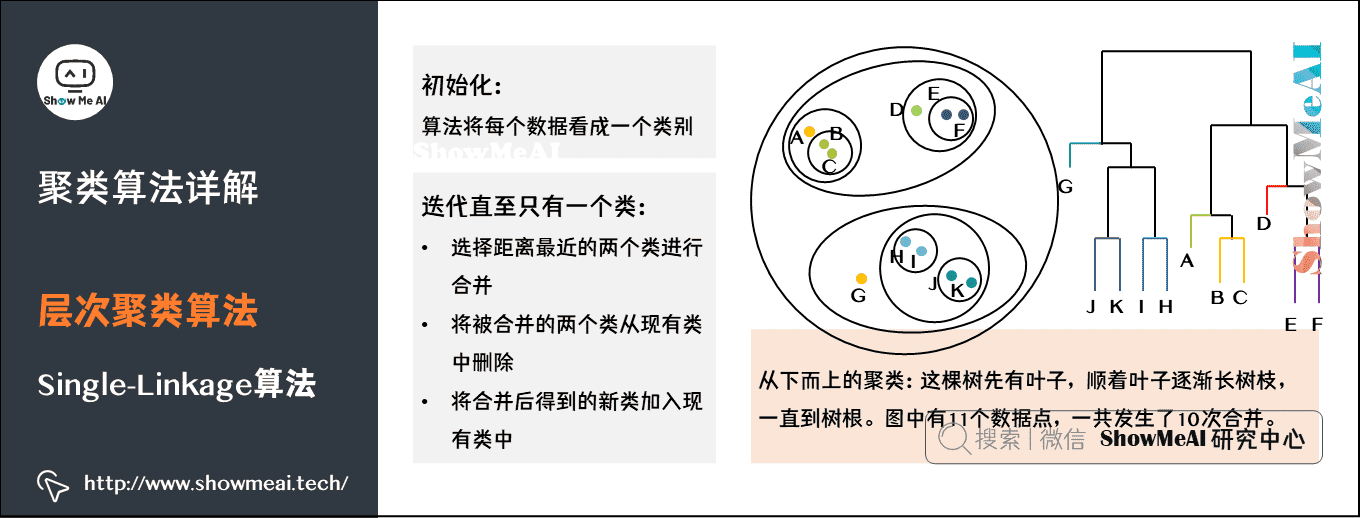 Show Me AI
聚类算法详解
层次聚类算法
Single-Linkage算法
http://www.showmeai.tech/
初始化:
算法将每个数据看成一个类别
ShowMeAI
迭代直至只有一个类:
• 选择距离最近的两个类进行
合并
• 将被合并的两个类从现有类
中删除
• 将合并后得到的新类加入现
有类中
A
B
C
D
E
F
G
H
I
J
K
G
J K I H
A
B C
D
E F
ShowMeAI
从下而上的聚类: 这棵树先有叶子，顺着叶子逐渐长树枝，
一直到树根。图中有11个数据点，一共发生了10次合并。
搜索 | 微信 ShowMeAI 研究中心